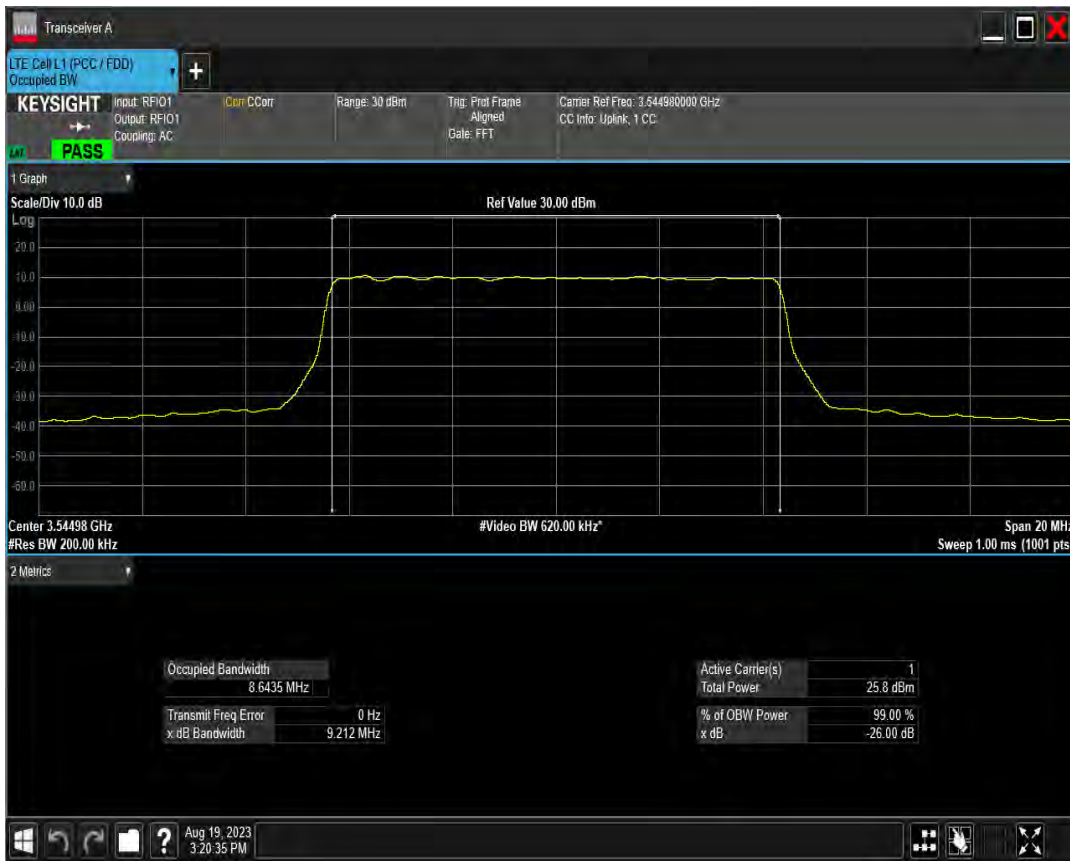 Transceiver A
LTE Cell L1 (PCC / FDD)
Occupied BW
+
KEYSIGHT
Input: RFIO1
Output: RFIO1
Coupling: AC
Corr CCorr
Range: 30 dBm
Trig: Prot Frame
Aligned
Gate: FFT
Carrier Ref Freq: 3.544980000 GHz
CC Info: Uplink, 1 CC
PASS
1 Graph
Scale/Div 10.0 dB
Ref Value 30.00 dBm
Log
20.0
10.0
0.00
-10.0
-20.0
-30.0
-40.0
-50.0
-60.0
Center 3.54498 GHz
#Video BW 620.00 kHz*
Span 20 MHz
#Res BW 200.00 kHz
Sweep 1.00 ms (1001 pts
2 Metrics
Occupied Bandwidth
8.6435 MHz
Transmit Freq Error 0 Hz
x dB Bandwidth 9.212 MHz
Active Carrier(s) 1
Total Power 25.8 dBm
% of OBW Power 99.00 %
x dB -26.00 dB
?
Aug 19, 2023
3:20:35 PM